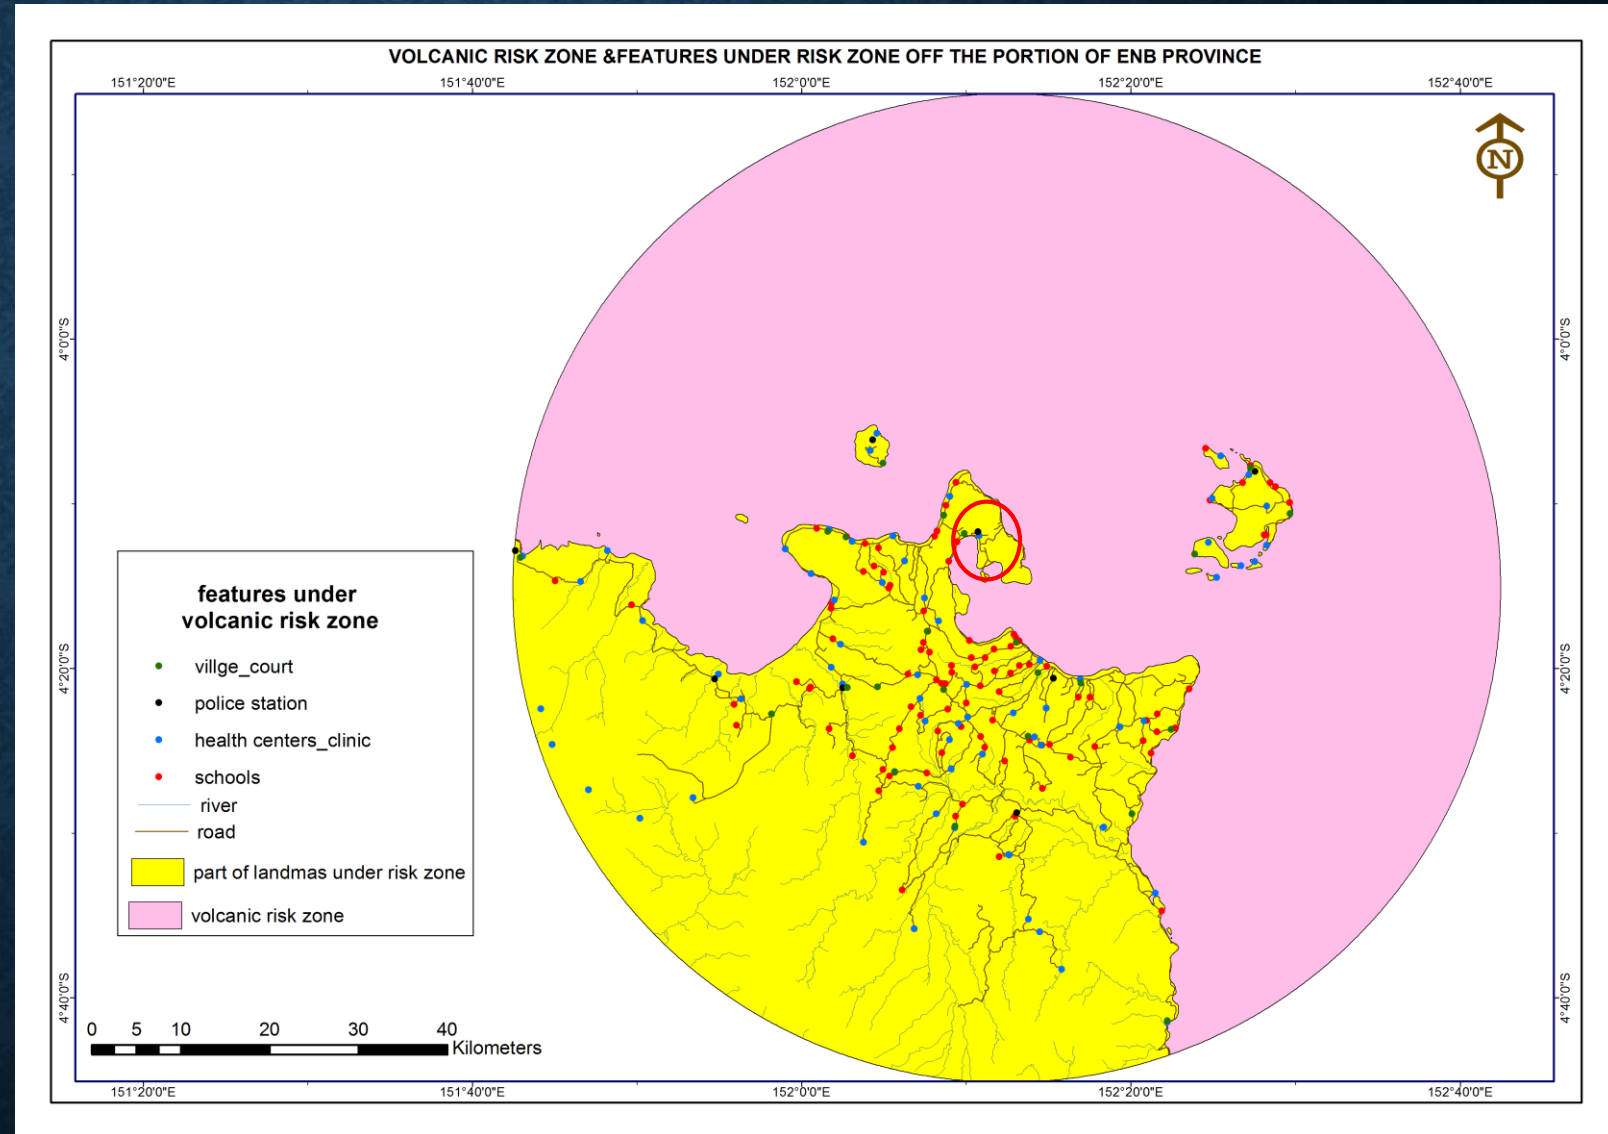 VOLCANIC RISK ZONE &FEATURES UNDER RISK ZONE OFF THE PORTION OF ENB PROVINCE
151°20'0"E 151°40'0"E 152°0'0"E 152°20'0"E 152°40'0"E
N
4°0'0"S 4°0'0"S
features under
volcanic risk zone
villge_court
police station
health centers_clinic
schools
river
road
part of landmas under risk zone
volcanic risk zone
4°20'0"S 4°20'0"S
4°40'0"S 4°40'0"S
0 5 10 20 30 40
Kilometers
151°20'0"E 151°40'0"E 152°0'0"E 152°20'0"E 152°40'0"E